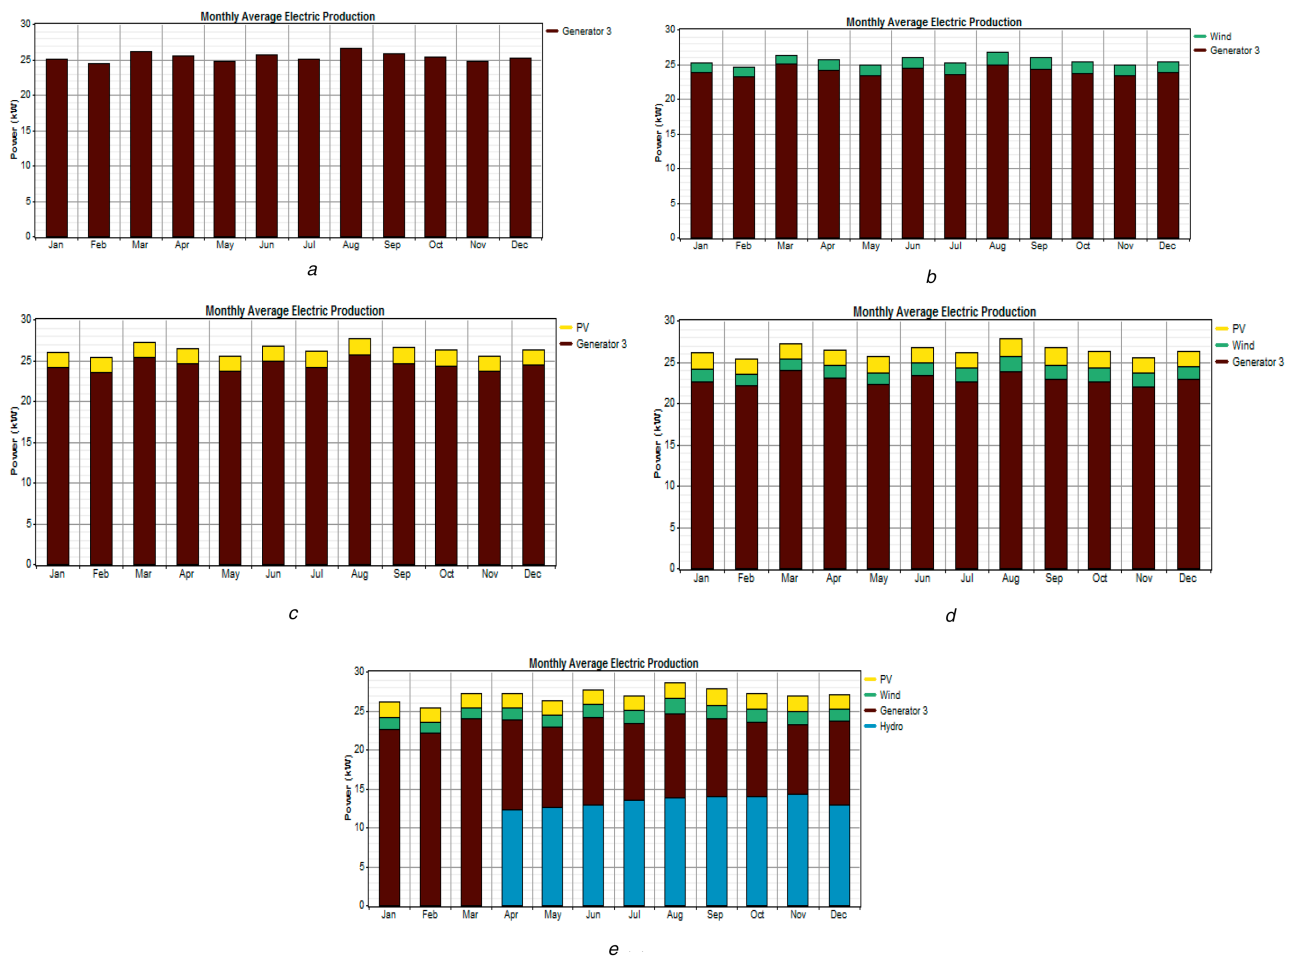 Monthly Average Electric Production
Power (kW)
30
25
20
15
10
5
0
Jan Feb Mar Apr May Jun Jul Aug Sep Oct Nov Dec
Generator 3
a
Monthly Average Electric Production
Power (kW)
30
25
20
15
10
5
0
Jan Feb Mar Apr May Jun Jul Aug Sep Oct Nov Dec
Wind
Generator 3
b
Monthly Average Electric Production
Power (kW)
30
25
20
15
10
5
0
Jan Feb Mar Apr May Jun Jul Aug Sep Oct Nov Dec
PV
Generator 3
c
Monthly Average Electric Production
Power (kW)
30
25
20
15
10
5
0
Jan Feb Mar Apr May Jun Jul Aug Sep Oct Nov Dec
PV
Wind
Generator 3
d
Monthly Average Electric Production
Power (kW)
30
25
20
15
10
5
0
Jan Feb Mar Apr May Jun Jul Aug Sep Oct Nov Dec
PV
Wind
Generator 3
Hydro
e